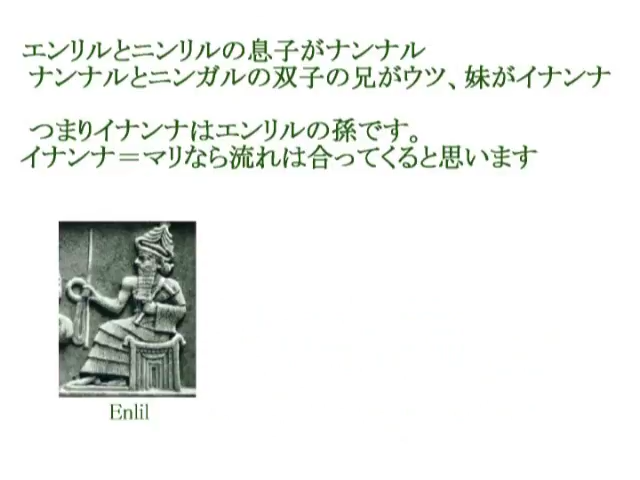 エンリルとニンリルの息子がナンナル
ナンナルとニンガルの双子の兄がウツ、妹がイナンナ
つまりイナンナはエンリルの孫です。
イナンナ＝マリなら流れは合ってくると思います
Enlil